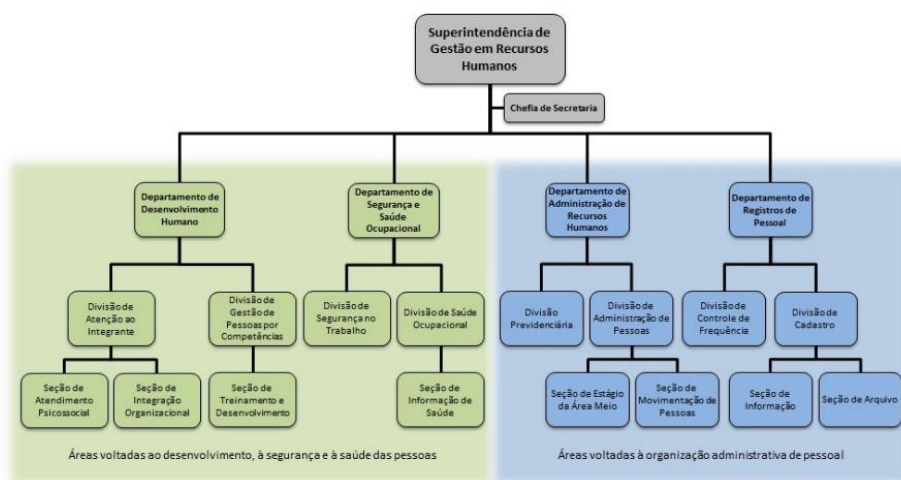 Superintendência de
Gestão em Recursos
Humanos
Chefia de Secretaria
Departamento de
Desenvolvimento
Humano
Departamento de
Segurança e
Saúde
Ocupacional
Departamento de
Administração de
Recursos
Humanos
Departamento de
Registros de
Pessoal
Divisão de
Atenção ao
Integrante
Divisão de
Gestão de
Pessoas por
Competências
Divisão de
Segurança no
Trabalho
Divisão de Saúde
Ocupacional
Divisão
Previdenciária
Divisão de
Administração de
Pessoas
Divisão de
Controle de
Frequência
Divisão de
Cadastro
Seção de
Atendimento
Psicossocial
Seção de
Integração
Organizacional
Seção de
Treinamento e
Desenvolvimento
Seção de
Informação de
Saúde
Seção de Estágio
da Área Meio
Seção de
Movimentação de
Pessoas
Seção de
Informação
Seção de Arquivo
Áreas voltadas ao desenvolvimento, à segurança e à saúde das pessoas
Áreas voltadas à organização administrativa de pessoal